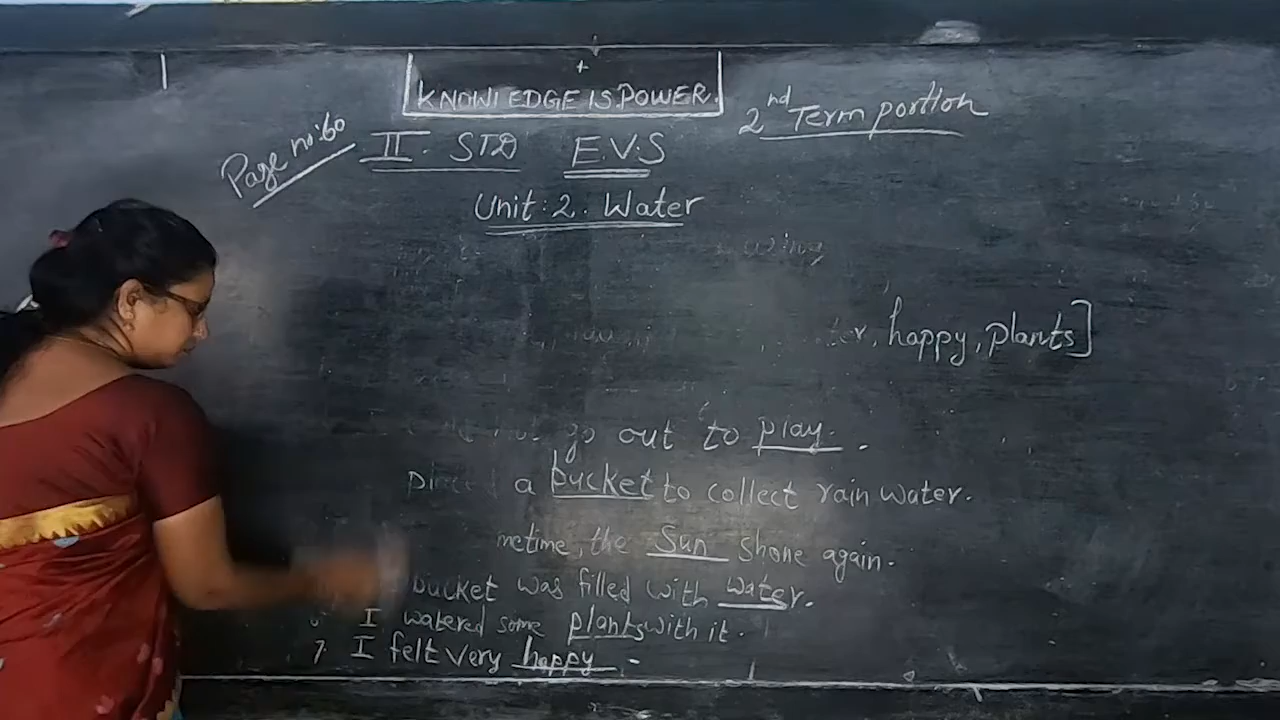 KNOWLEDGE IS POWER.
2nd Term portion
Page no:60
II. STD E.V.S
Unit:2. Water
using
happy, plants]
go out to play.
a bucket to collect rain water.
the Sun shone again.
bucket was filled with water.
I watered some plants with it.
7. I felt very happy.